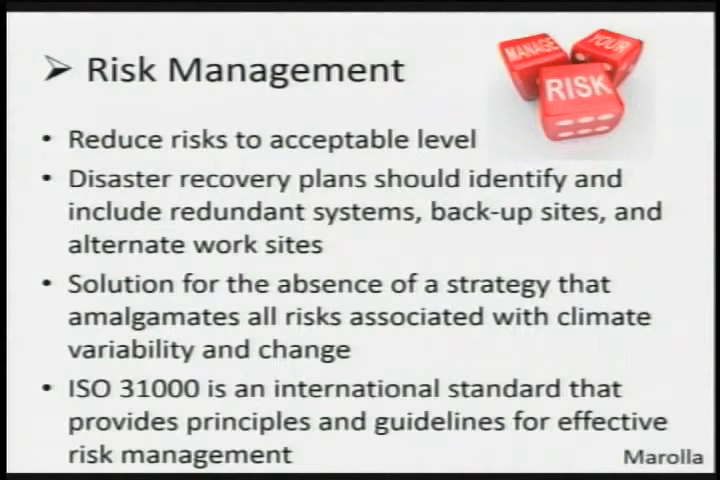 ➢ Risk Management
MANAGE
YOUR
RISK
• Reduce risks to acceptable level
• Disaster recovery plans should identify and
include redundant systems, back-up sites, and
alternate work sites
• Solution for the absence of a strategy that
amalgamates all risks associated with climate
variability and change
• ISO 31000 is an international standard that
provides principles and guidelines for effective
risk management
Marolla